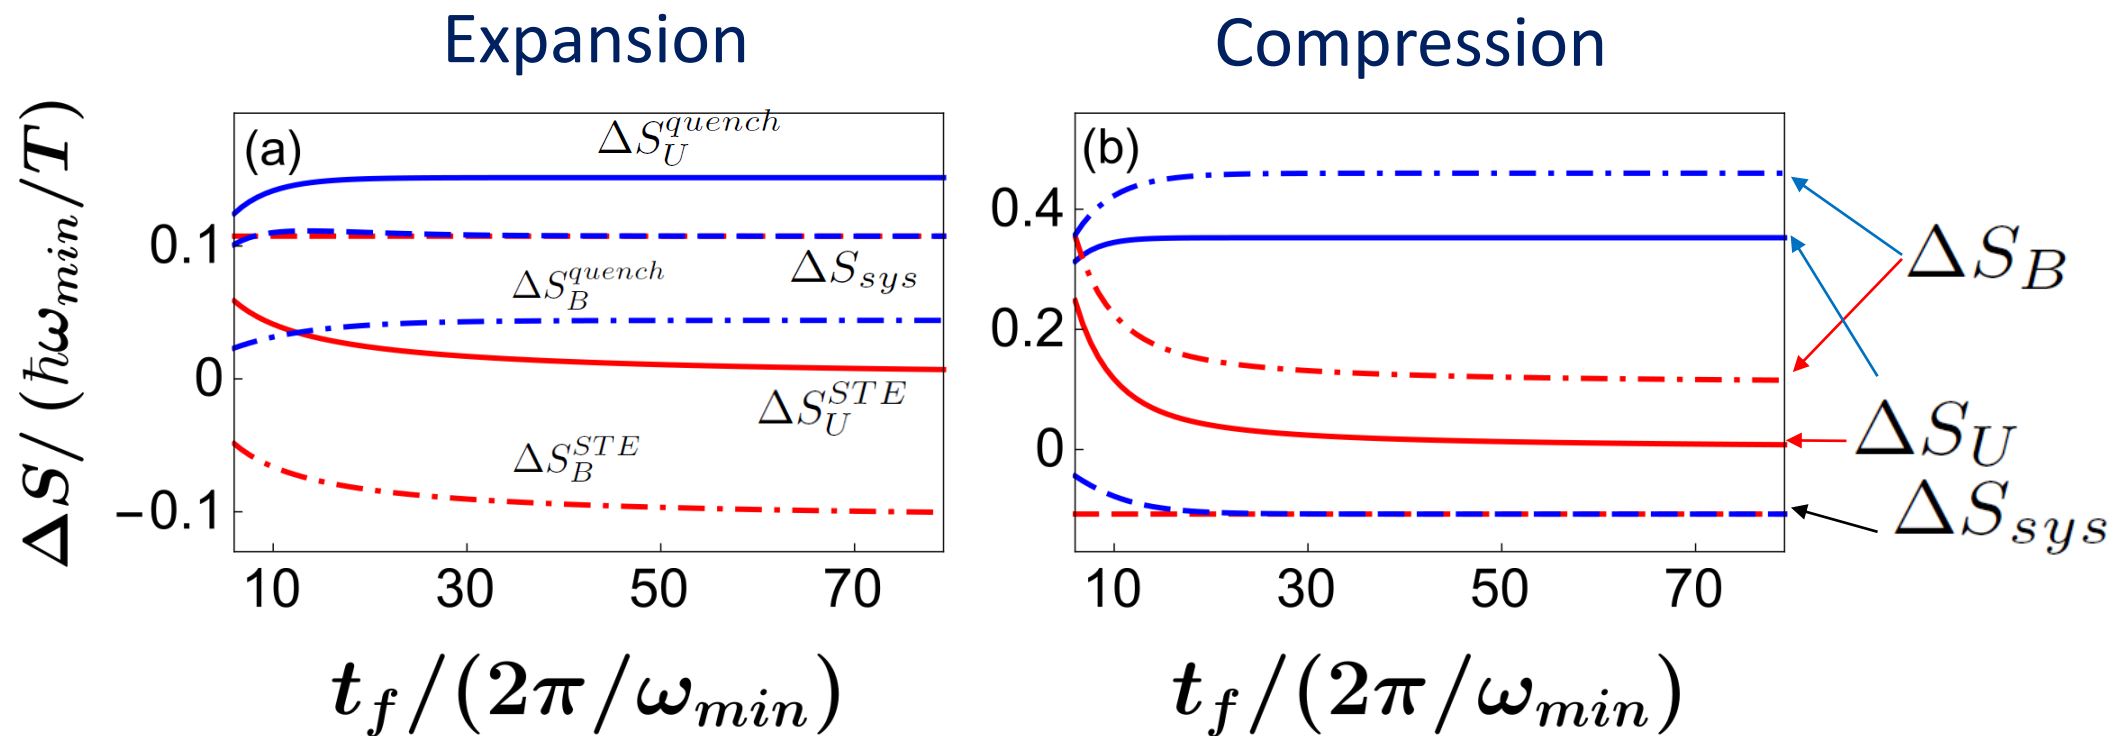 Expansion
Compression
ΔS/ (ℏω_min/T)
(a)
ΔS_U^quench
0.1
ΔS_sys
ΔS_B^quench
0
ΔS_U^STE
ΔS_B^STE
−0.1
10 30 50 70
t_f/(2π/ω_min)
(b)
0.4
ΔS_B
0.2
ΔS_U
0
ΔS_sys
10 30 50 70
t_f/(2π/ω_min)